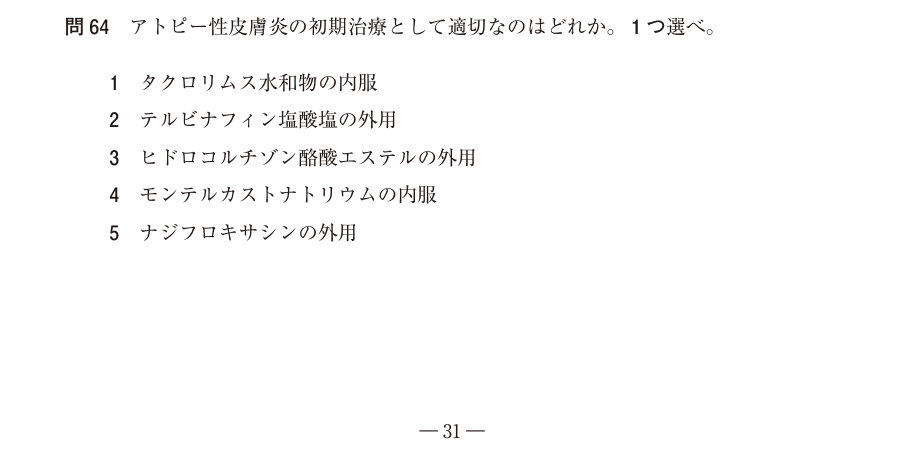 問 64　アトピー性皮膚炎の初期治療として適切なのはどれか。1つ選べ。
1　タクロリムス水和物の内服
2　テルビナフィン塩酸塩の外用
3　ヒドロコルチゾン酪酸エステルの外用
4　モンテルカストナトリウムの内服
5　ナジフロキサシンの外用
― 31 ―